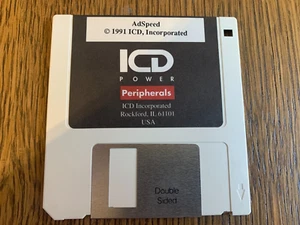 AdSpeed
© 1991 ICD, Incorporated
ICD
POWER
Peripherals
ICD Incorporated
Rockford, IL 61101
USA
Double
Sided